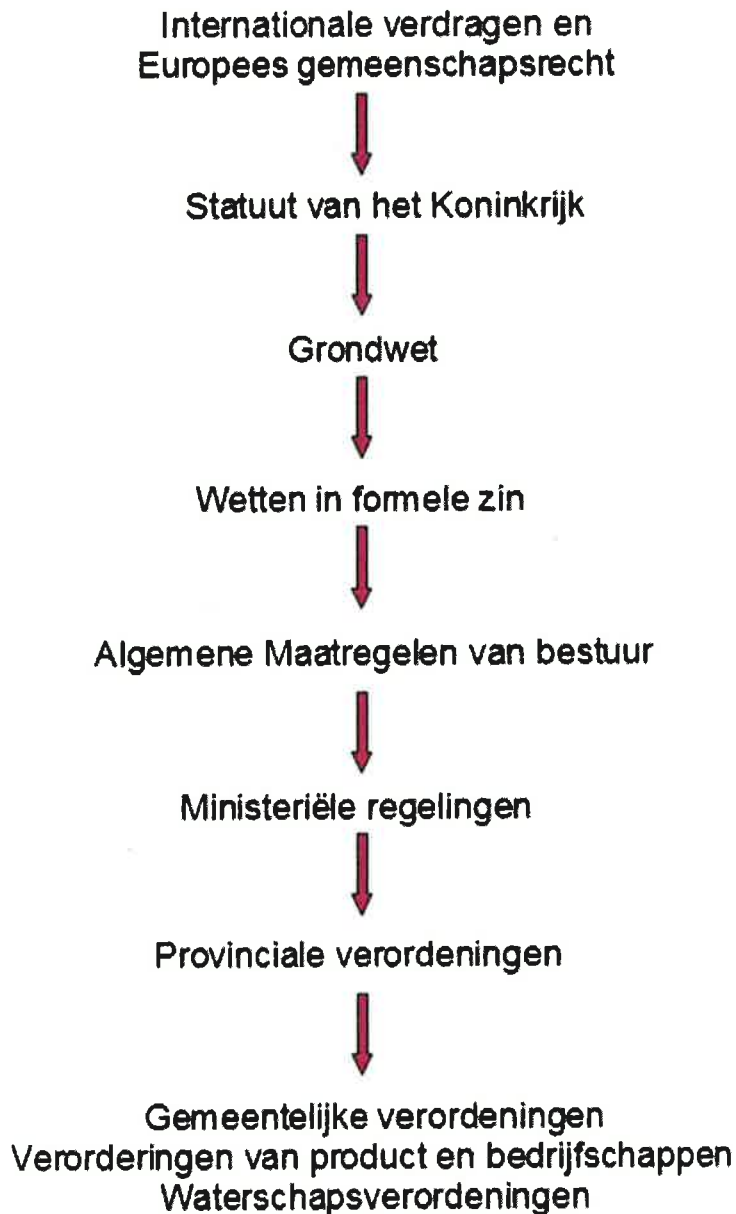 Internationale verdragen en
Europees gemeenschapsrecht
Statuut van het Koninkrijk
Grondwet
Wetten in formele zin
Algemene Maatregelen van bestuur
Ministeriële regelingen
Provinciale verordeningen
Gemeentelijke verordeningen
Verorderingen van product en bedrijfschappen
Waterschapsverordeningen